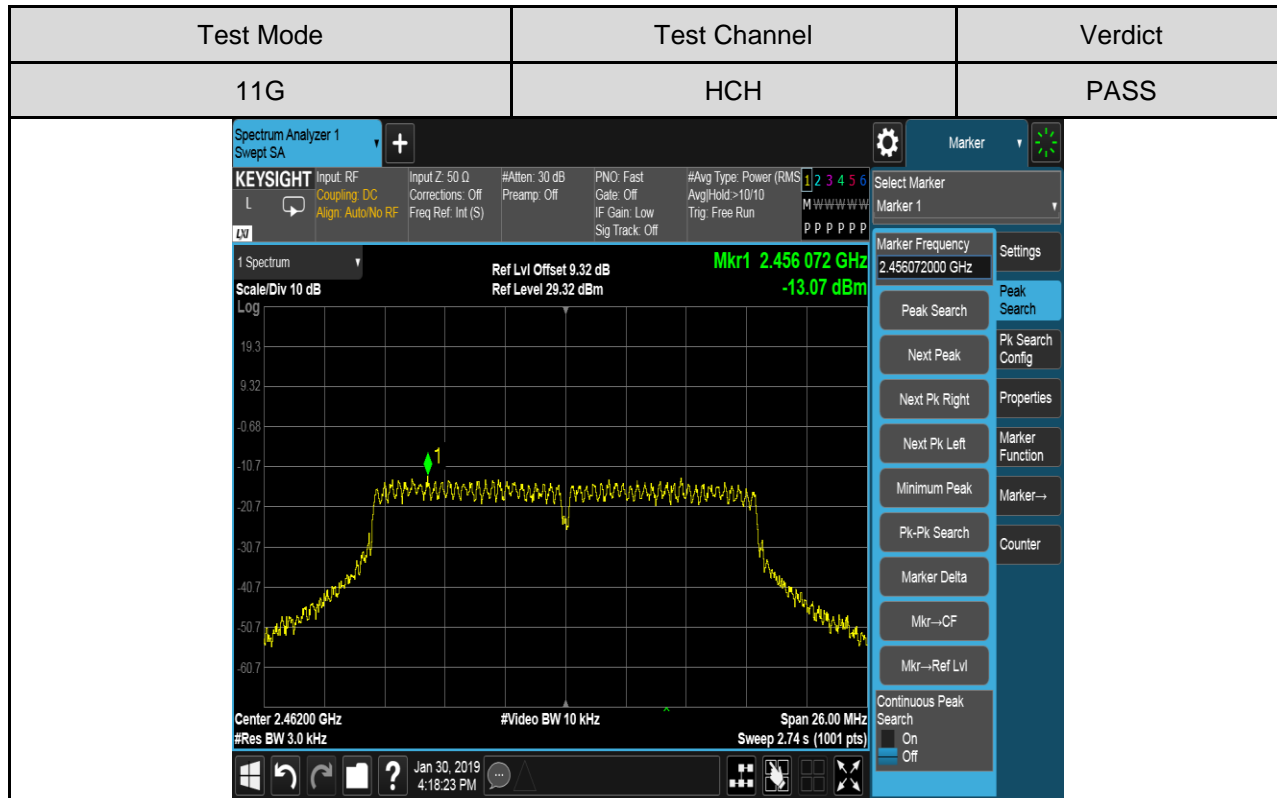 Test Mode Test Channel Verdict
11G HCH PASS
Spectrum Analyzer 1
Swept SA
+
Marker
KEYSIGHT
L
LXI
Input: RF
Coupling: DC
Align: Auto/No RF
Input Z: 50 Ω
Corrections: Off
Freq Ref: Int (S)
#Atten: 30 dB
Preamp: Off
PNO: Fast
Gate: Off
IF Gain: Low
Sig Track: Off
#Avg Type: Power (RMS
Avg|Hold:>10/10
Trig: Free Run
1 2 3 4 5 6
M W W W W W
P P P P P P
Select Marker
Marker 1
1 Spectrum
Scale/Div 10 dB
Ref Lvl Offset 9.32 dB
Ref Level 29.32 dBm
Mkr1 2.456 072 GHz
-13.07 dBm
Log
19.3
9.32
-0.68
-10.7
-20.7
-30.7
-40.7
-50.7
-60.7
1
Center 2.46200 GHz
#Res BW 3.0 kHz
#Video BW 10 kHz
Span 26.00 MHz
Sweep 2.74 s (1001 pts)
Marker Frequency
2.456072000 GHz
Peak Search
Next Peak
Next Pk Right
Next Pk Left
Minimum Peak
Pk-Pk Search
Marker Delta
Mkr→CF
Mkr→Ref Lvl
Continuous Peak
Search
On
Off
Settings
Peak
Search
Pk Search
Config
Properties
Marker
Function
Marker→
Counter
?
Jan 30, 2019
4:18:23 PM